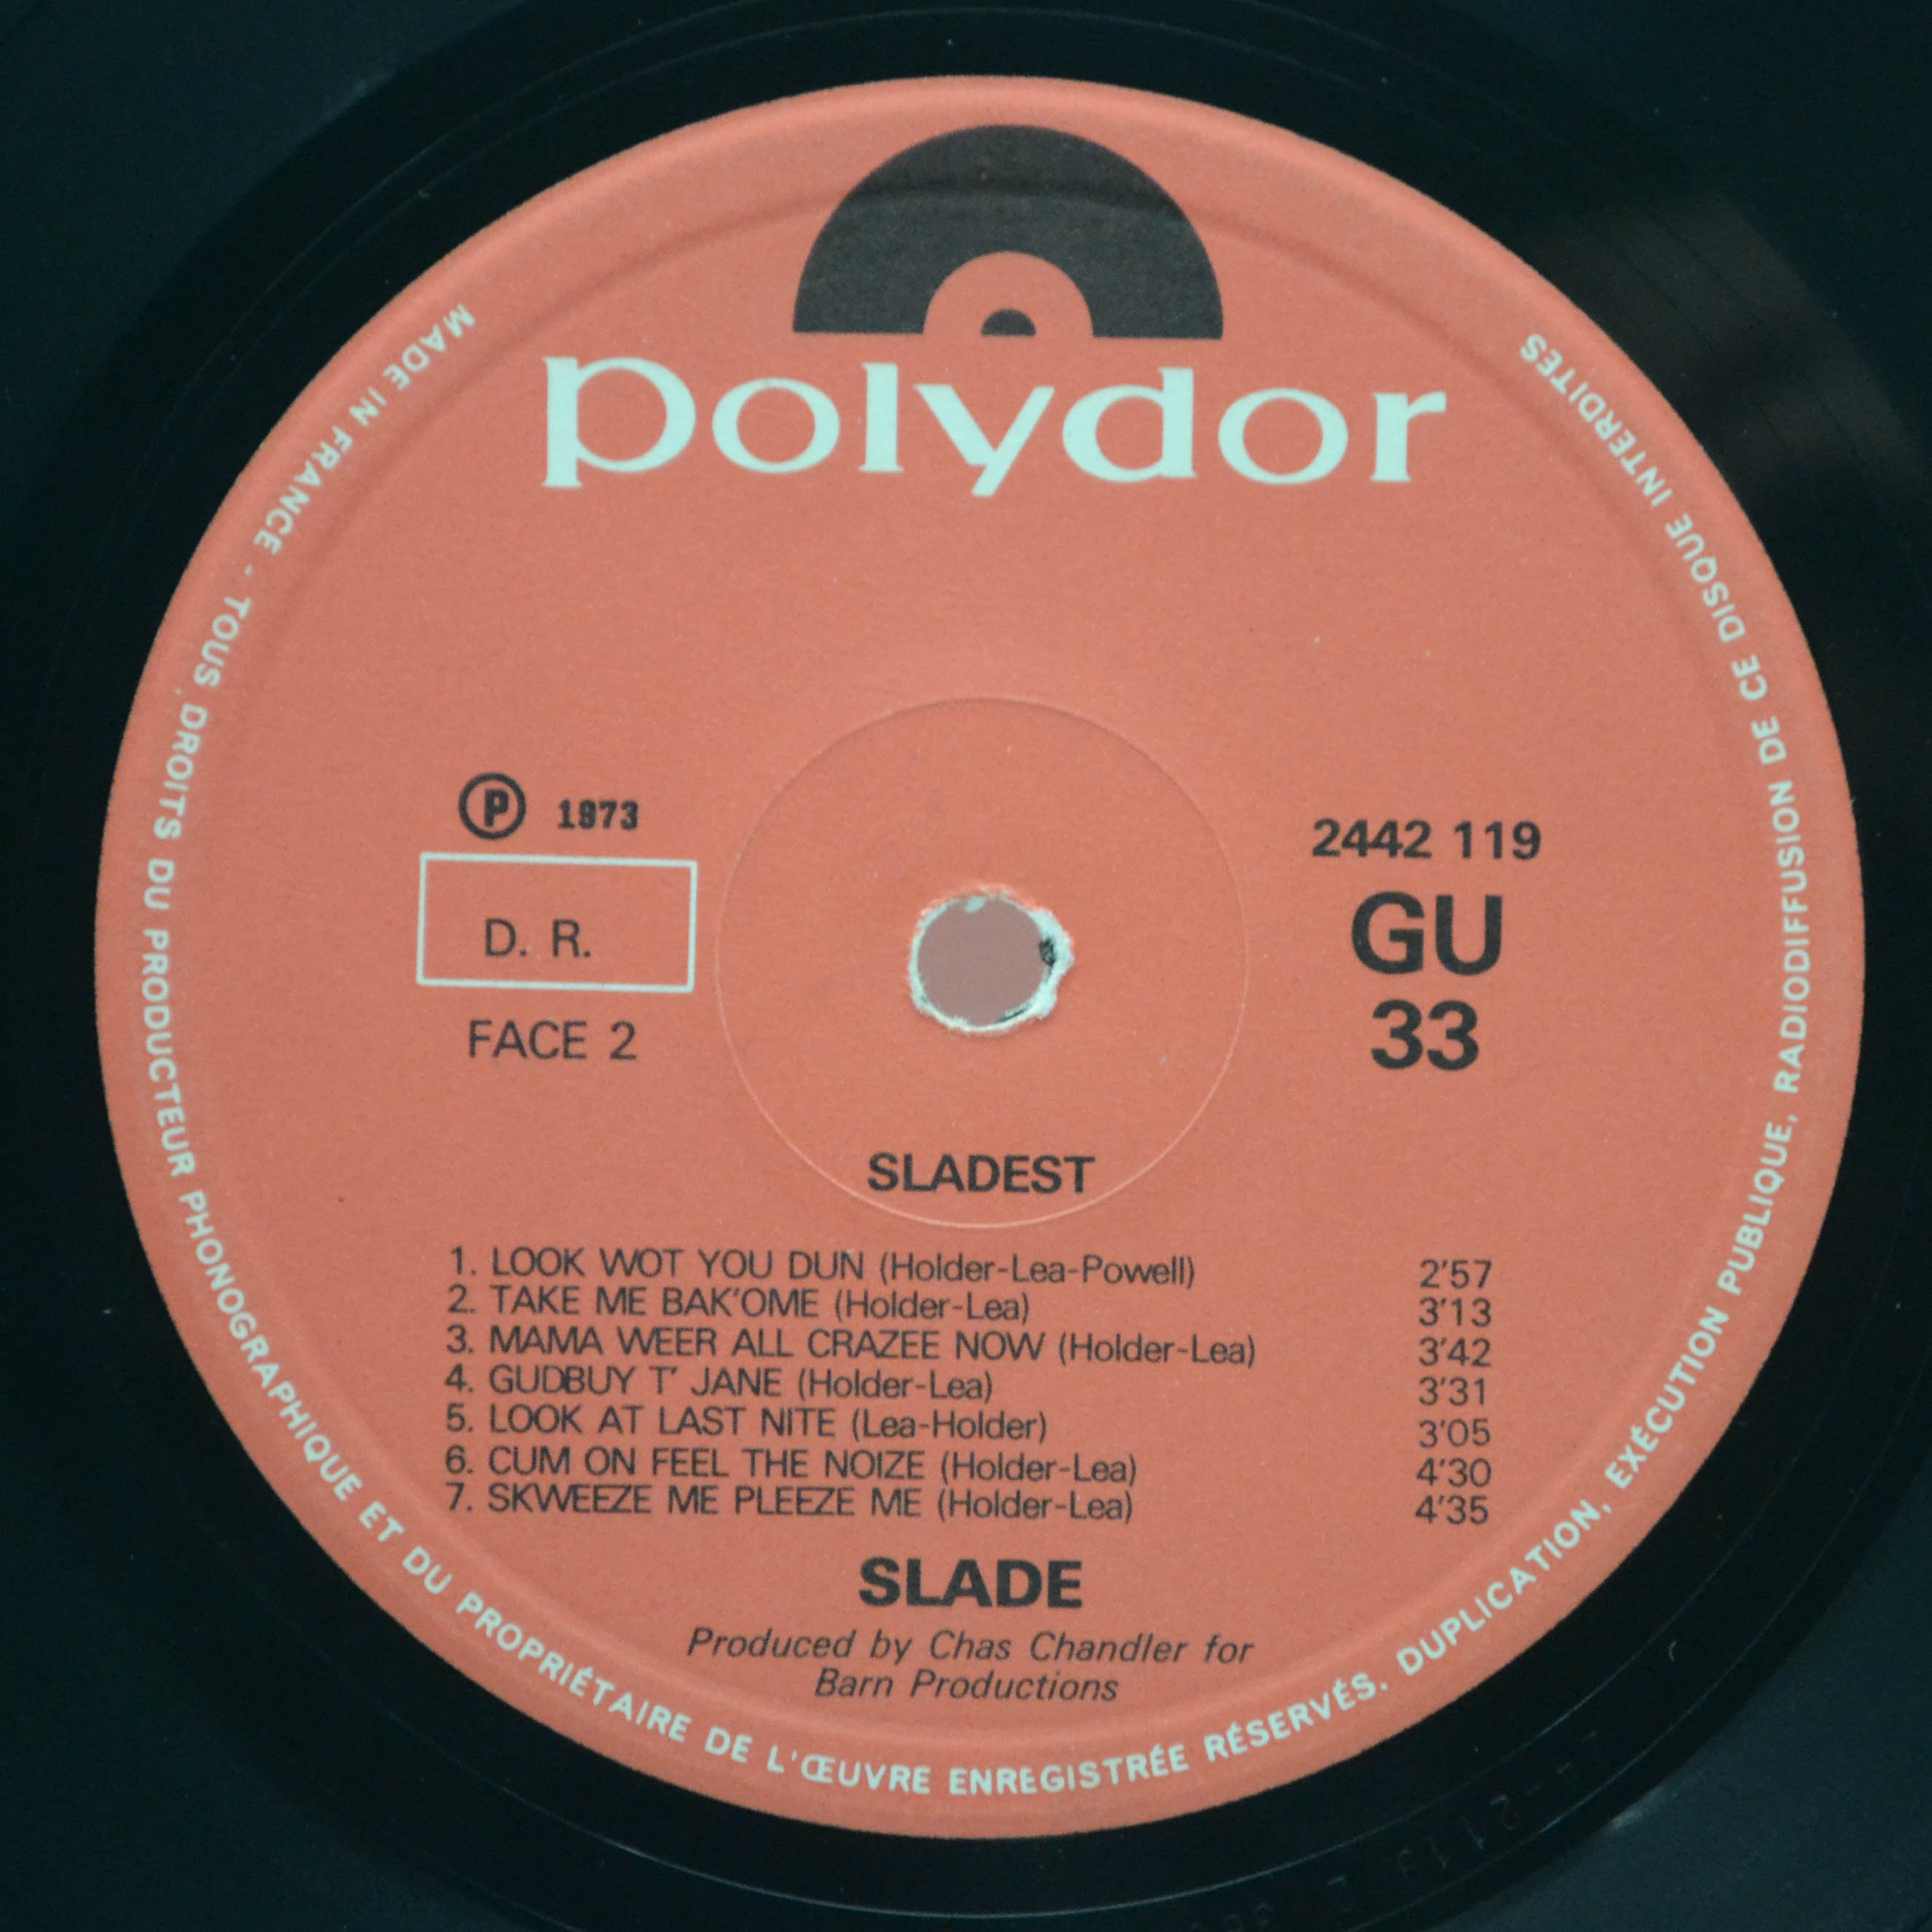 polydor
MADE IN FRANCE - TOUS DROITS DU PRODUCTEUR PHONOGRAPHIQUE ET DU PROPRIÉTAIRE DE L'ŒUVRE ENREGISTRÉE RÉSERVÉS. DUPLICATION, EXÉCUTION PUBLIQUE, RADIODIFFUSION DE CE DISQUE INTERDITES
Ⓟ 1973
D. R.
FACE 2
2442 119
GU
33
SLADEST
1. LOOK WOT YOU DUN (Holder-Lea-Powell) 2'57
2. TAKE ME BAK'OME (Holder-Lea) 3'13
3. MAMA WEER ALL CRAZEE NOW (Holder-Lea) 3'42
4. GUDBUY T' JANE (Holder-Lea) 3'31
5. LOOK AT LAST NITE (Lea-Holder) 3'05
6. CUM ON FEEL THE NOIZE (Holder-Lea) 4'30
7. SKWEEZE ME PLEEZE ME (Holder-Lea) 4'35
SLADE
Produced by Chas Chandler for
Barn Productions